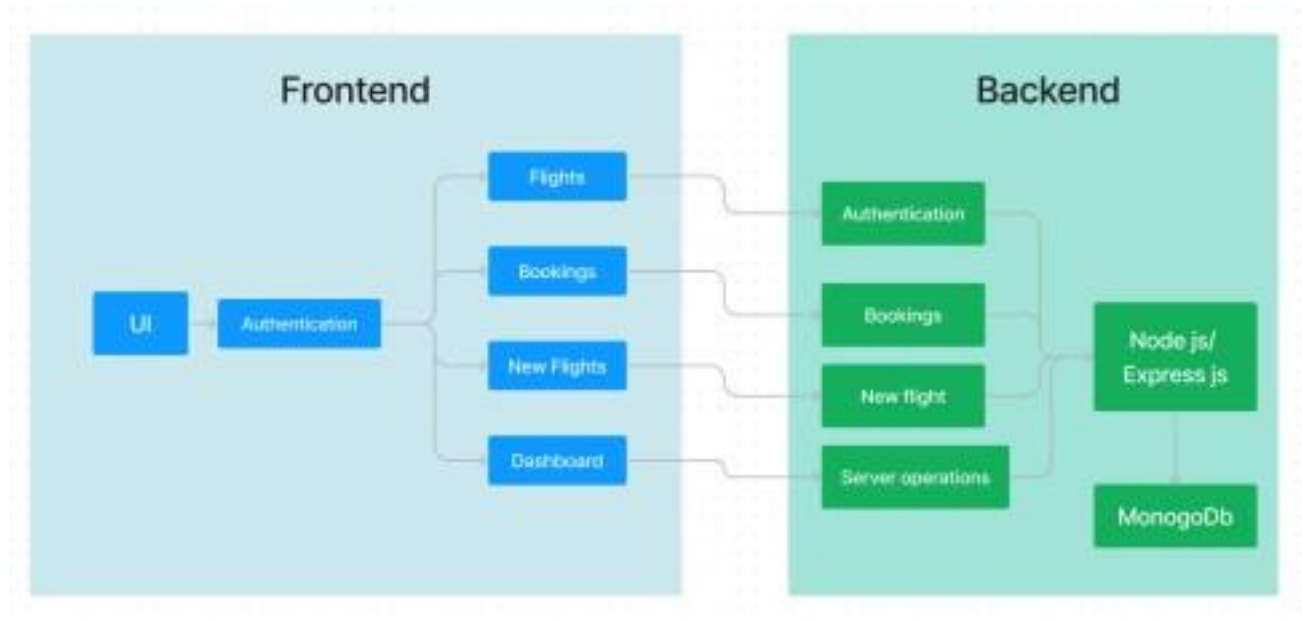 Frontend
UI
Authentication
Flights
Bookings
New Flights
Dashboard
Backend
Authentication
Bookings
New flight
Server operations
Node js/
Express js
MonogoDb